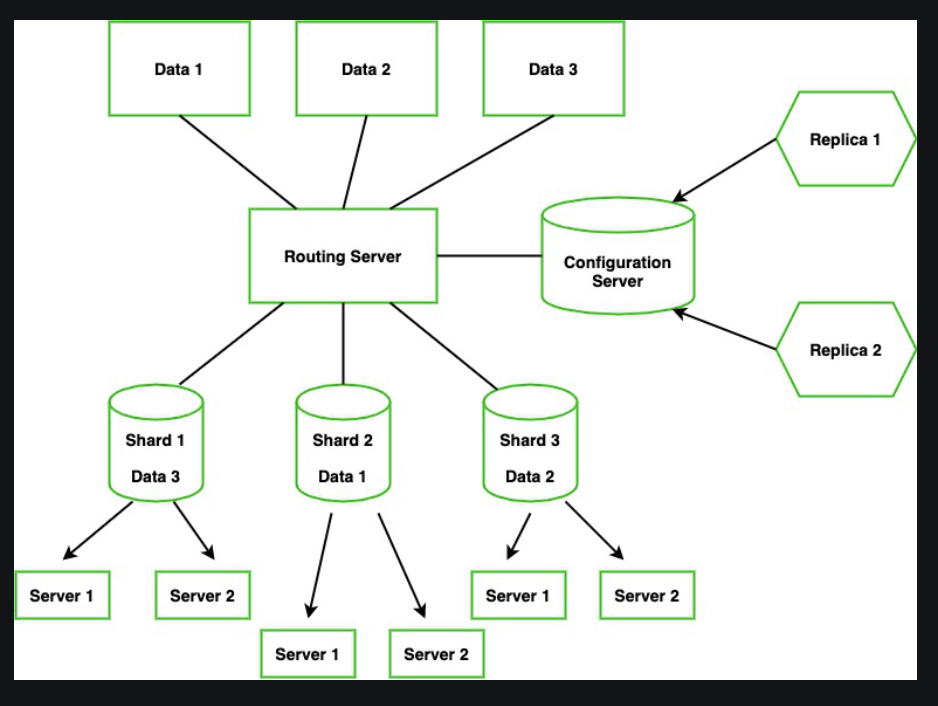 Data 1
Data 2
Data 3
Replica 1
Routing Server
Configuration
Server
Replica 2
Shard 1
Data 3
Shard 2
Data 1
Shard 3
Data 2
Server 1
Server 2
Server 1
Server 2
Server 1
Server 2